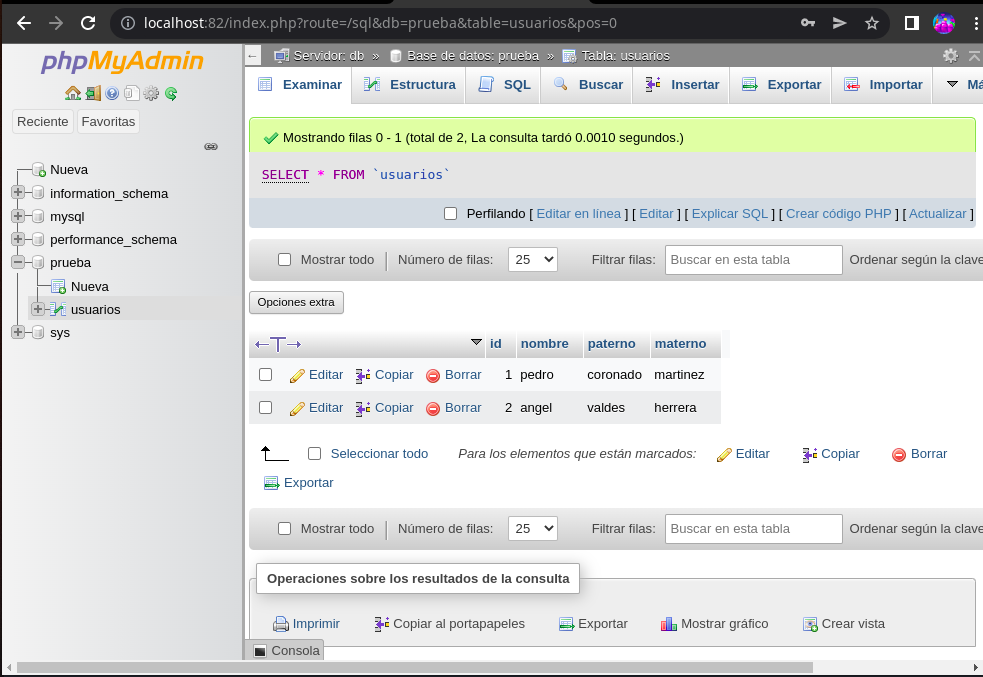 localhost:82/index.php?route=/sql&db=prueba&table=usuarios&pos=0
phpMyAdmin
Reciente Favoritas
Nueva
information_schema
mysql
performance_schema
prueba
Nueva
usuarios
sys
Servidor: db » Base de datos: prueba » Tabla: usuarios
Examinar Estructura SQL Buscar Insertar Exportar Importar Má
Mostrando filas 0 - 1 (total de 2, La consulta tardó 0.0010 segundos.)
SELECT * FROM `usuarios`
Perfilando [ Editar en línea ] [ Editar ] [ Explicar SQL ] [ Crear código PHP ] [ Actualizar ]
Mostrar todo Número de filas: 25 Filtrar filas: Buscar en esta tabla Ordenar según la clave
Opciones extra
←T→ id nombre paterno materno
Editar Copiar Borrar 1 pedro coronado martinez
Editar Copiar Borrar 2 angel valdes herrera
Seleccionar todo Para los elementos que están marcados: Editar Copiar Borrar
Exportar
Mostrar todo Número de filas: 25 Filtrar filas: Buscar en esta tabla Ordenar según la clave
Operaciones sobre los resultados de la consulta
Imprimir Copiar al portapapeles Exportar Mostrar gráfico Crear vista
Consola